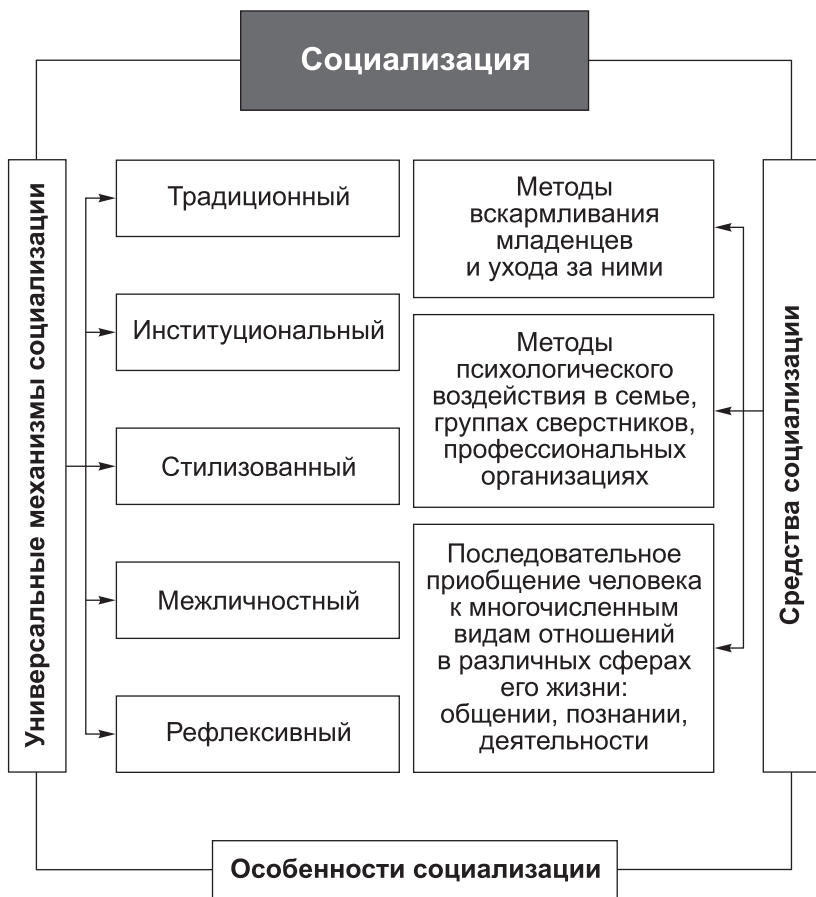 Социализация
Универсальные механизмы социализации
Традиционный
Институциональный
Стилизованный
Межличностный
Рефлексивный
Методы
вскармливания
младенцев
и ухода за ними
Методы
психологического
воздействия в семье,
группах сверстников,
профессиональных
организациях
Последовательное
приобщение человека
к многочисленным
видам отношений
в различных сферах
его жизни:
общении, познании,
деятельности
Средства социализации
Особенности социализации